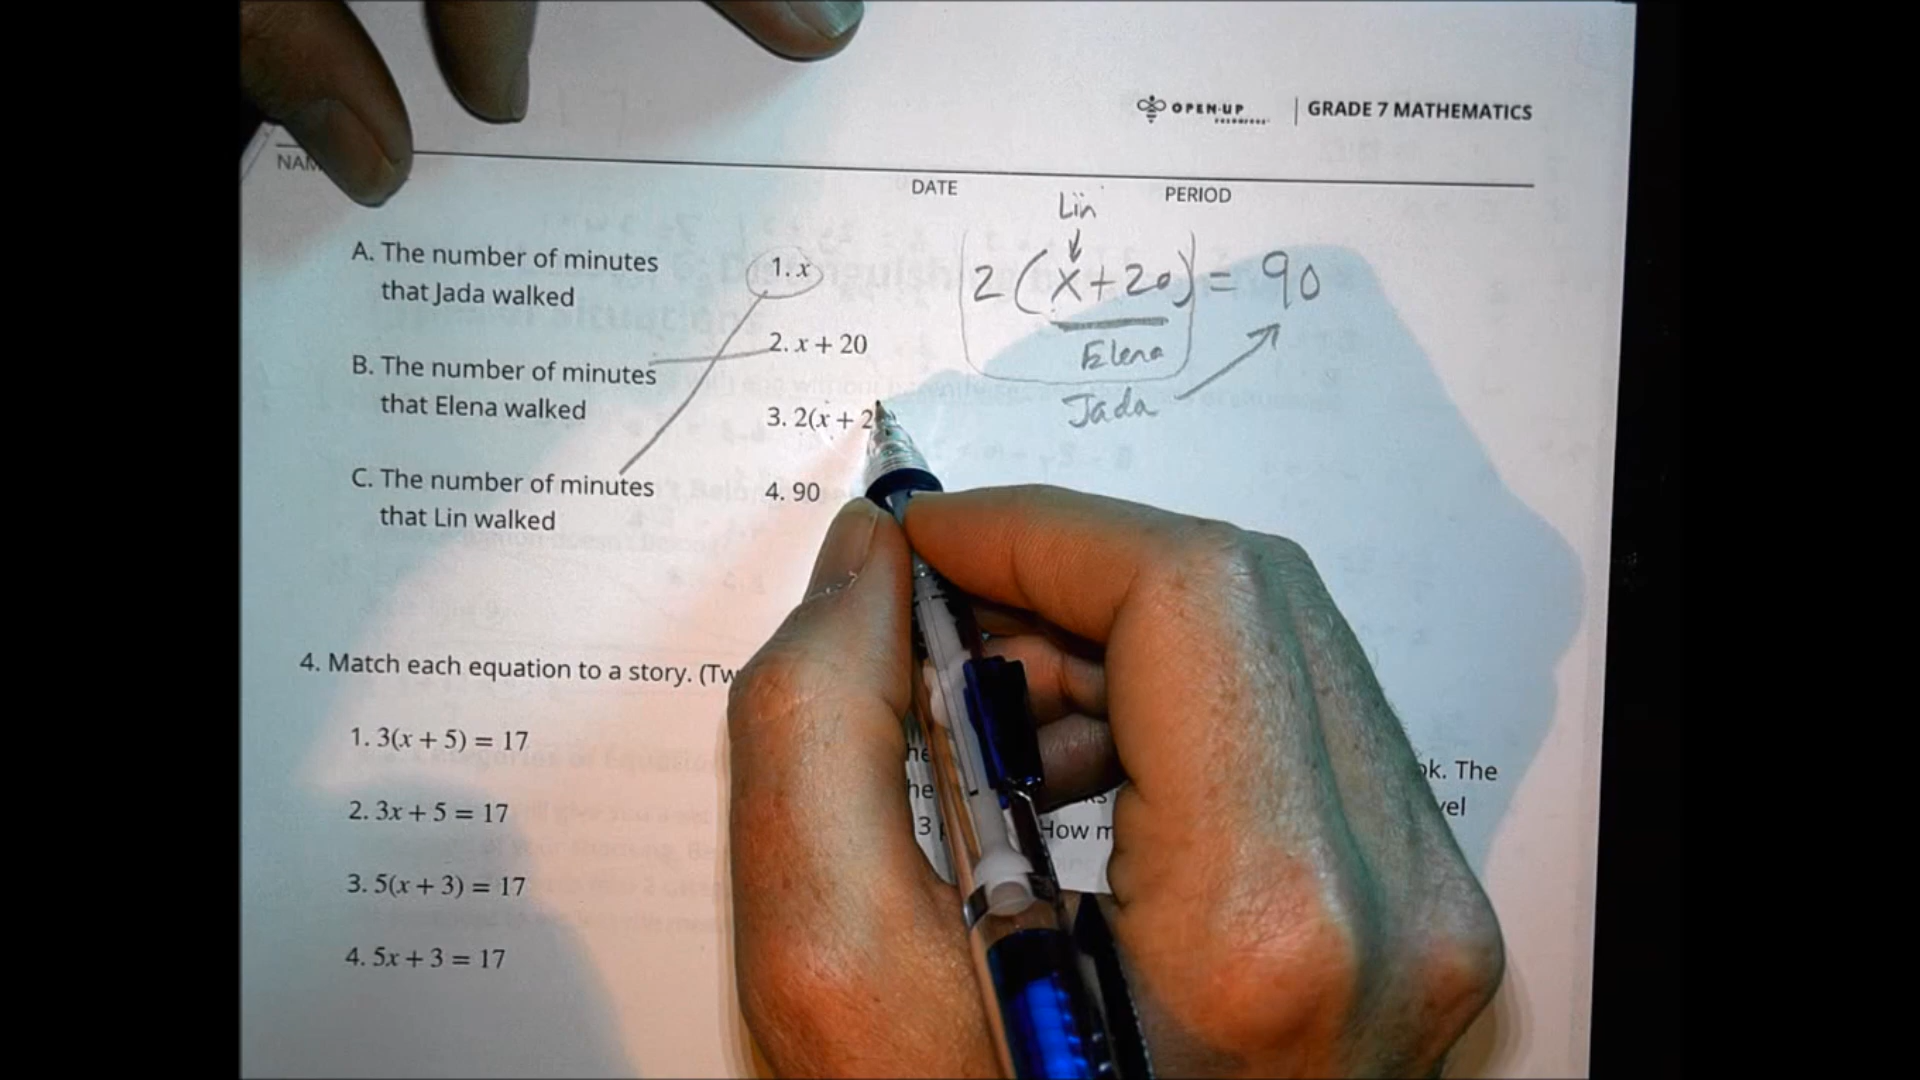 OPEN-UP | GRADE 7 MATHEMATICS
DATE PERIOD
Lin
A. The number of minutes
that Jada walked
1. x
2(x+20) = 90
2. x + 20
Elena
B. The number of minutes
that Elena walked
Jada
3. 2(x + 2
C. The number of minutes
that Lin walked
4. 90
4. Match each equation to a story. (Tw
1. 3(x + 5) = 17
2. 3x + 5 = 17
3. 5(x + 3) = 17
4. 5x + 3 = 17
The
3
How